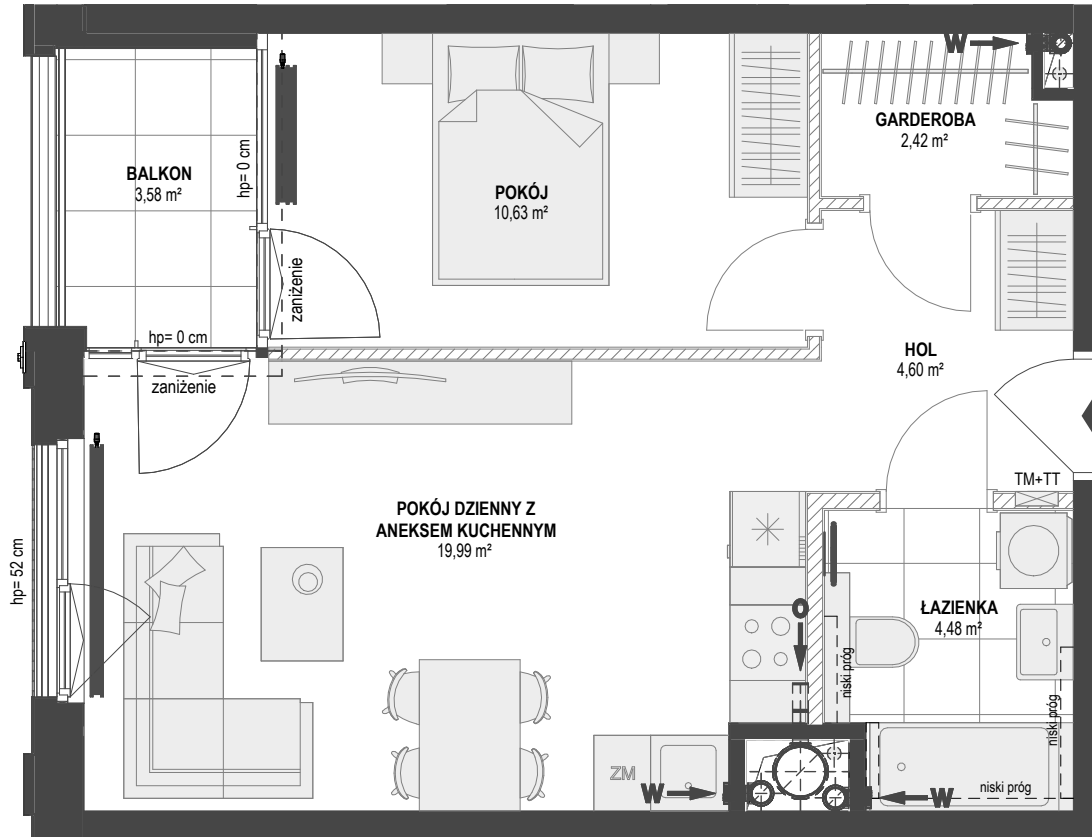 W
GARDEROBA
2,42 m²
BALKON
3,58 m²
hp= 0 cm
POKÓJ
10,63 m²
zaniżenie
hp= 0 cm
zaniżenie
HOL
4,60 m²
TM+TT
POKÓJ DZIENNY Z
ANEKSEM KUCHENNYM
19,99 m²
hp= 52 cm
O
ŁAZIENKA
4,48 m²
niski próg
niski próg
ZM
W
W
niski próg